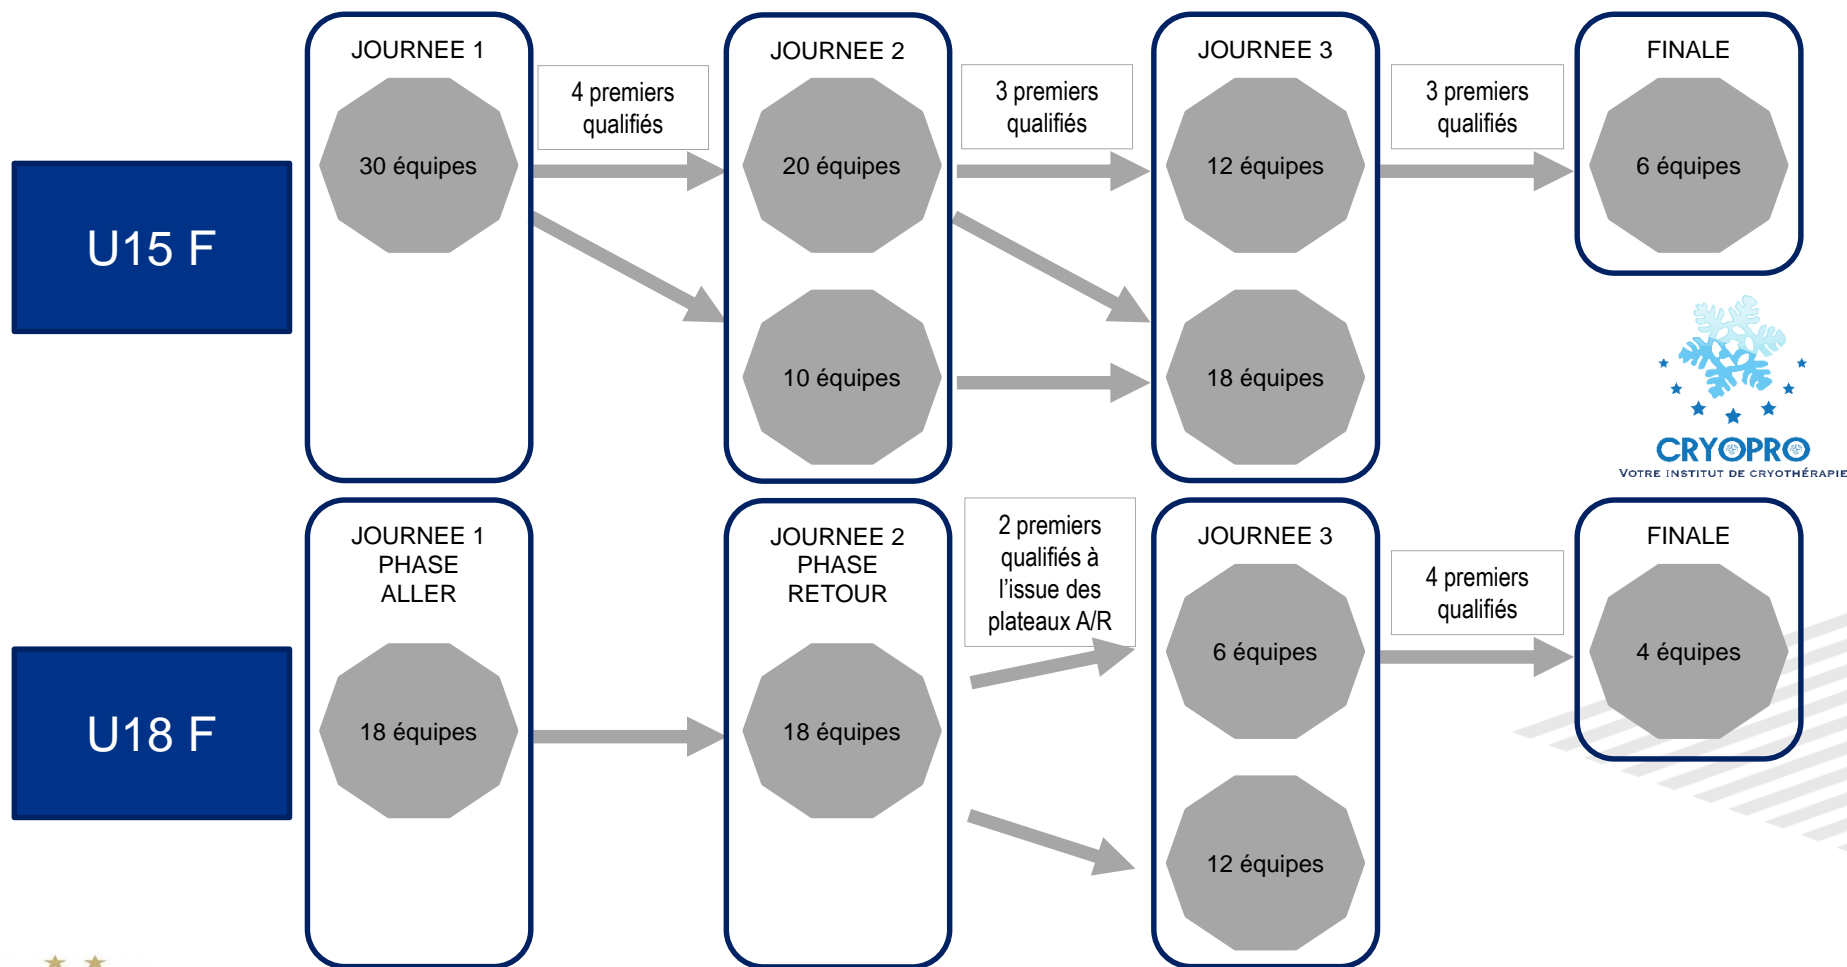 U15 F
JOURNEE 1
30 équipes
4 premiers
qualifiés
JOURNEE 2
20 équipes
10 équipes
3 premiers
qualifiés
JOURNEE 3
12 équipes
18 équipes
3 premiers
qualifiés
FINALE
6 équipes
CRYOPRO
VOTRE INSTITUT DE CRYOTHÉRAPIE
U18 F
JOURNEE 1
PHASE
ALLER
18 équipes
JOURNEE 2
PHASE
RETOUR
18 équipes
2 premiers
qualifiés à
l'issue des
plateaux A/R
JOURNEE 3
6 équipes
12 équipes
4 premiers
qualifiés
FINALE
4 équipes